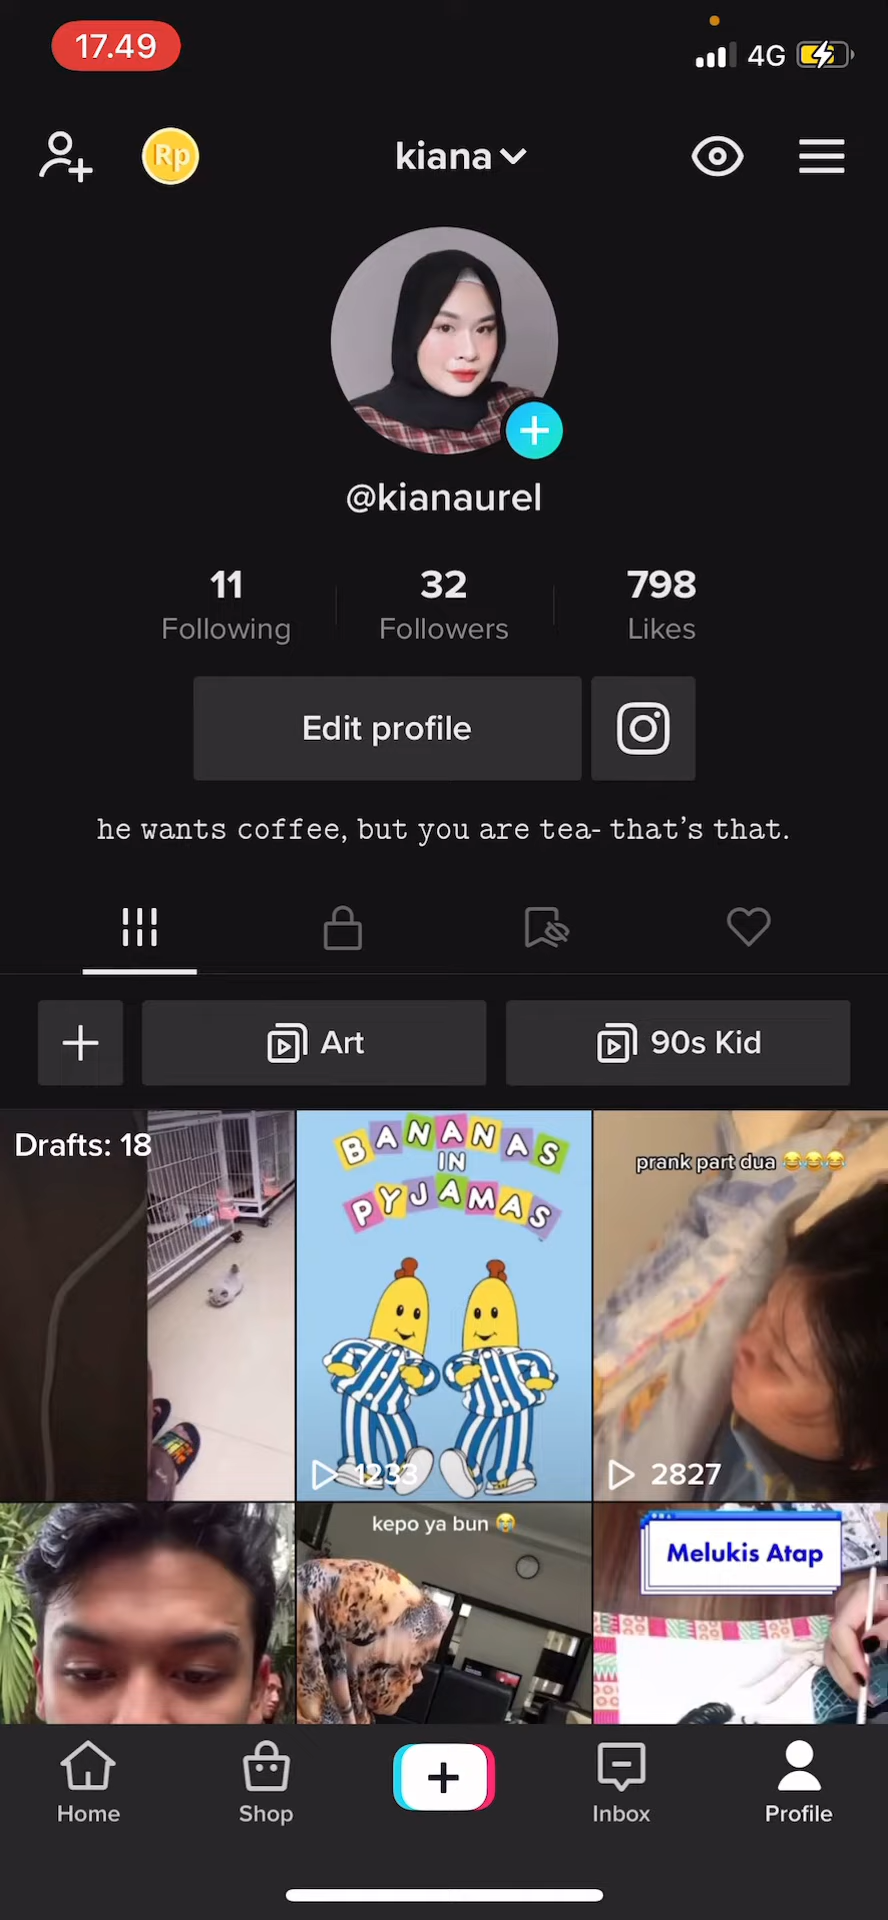 17.49
4G
Rp
kiana
@kianaurel
11 32 798
Following Followers Likes
Edit profile
he wants coffee, but you are tea- that's that.
Art 90s Kid
Drafts: 18
BANANAS
IN
PYJAMAS
prank part dua 😂😂😂
1233
2827
kepo ya bun 😭
Melukis Atap
Home Shop Inbox Profile